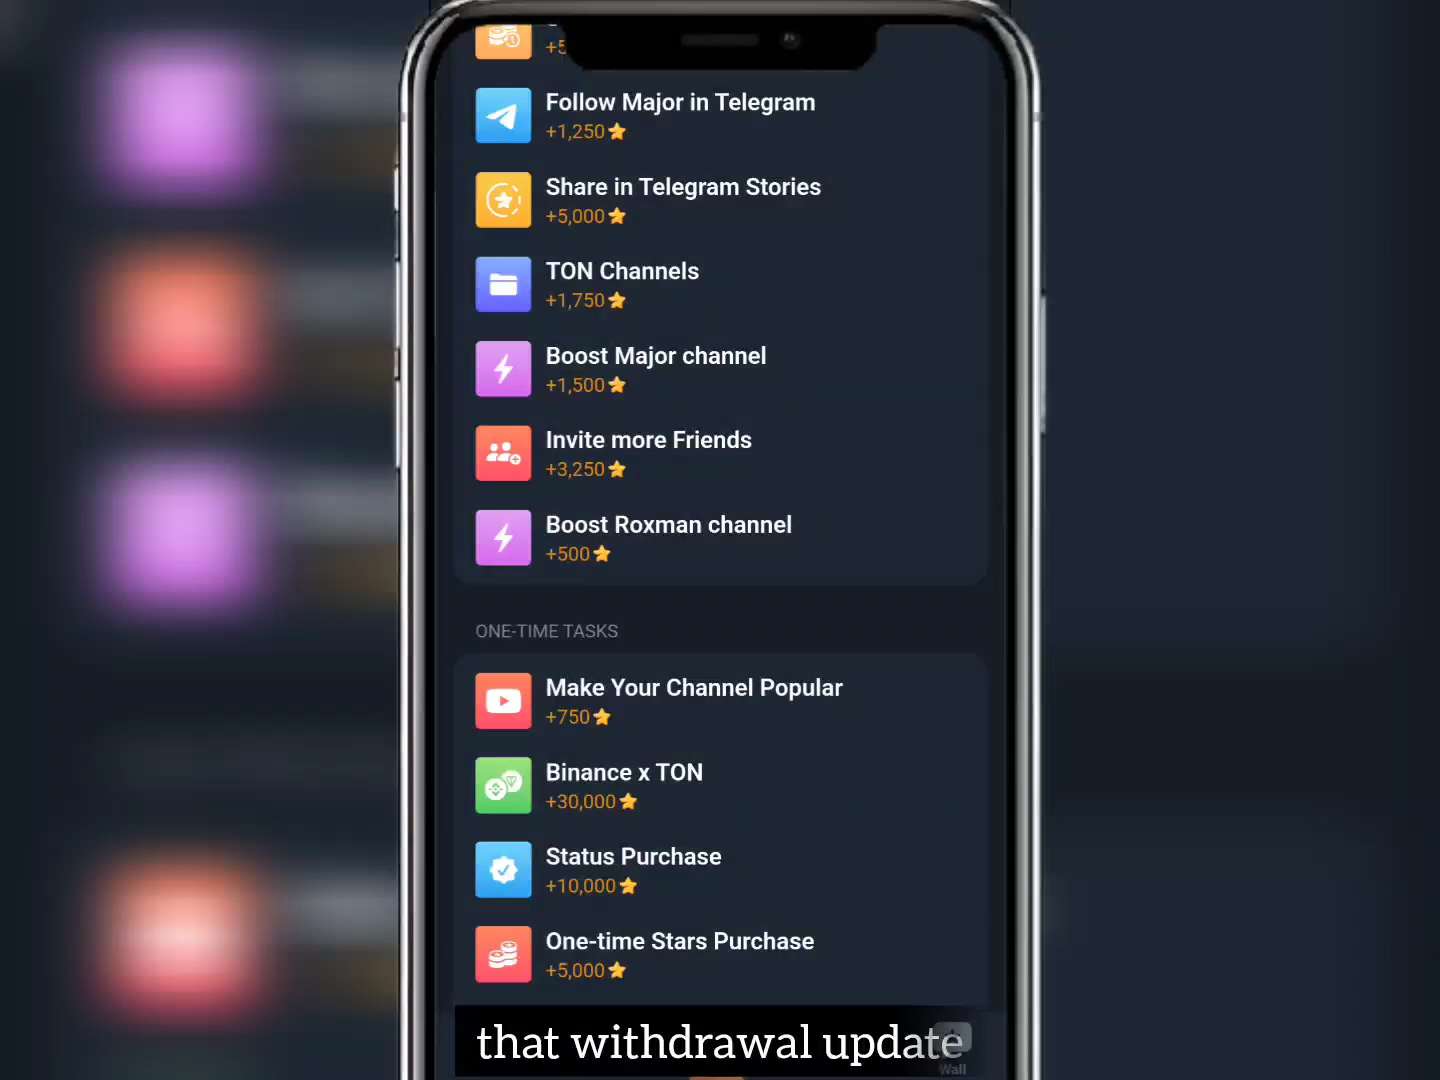 +5
Follow Major in Telegram
+1,250
Share in Telegram Stories
+5,000
TON Channels
+1,750
Boost Major channel
+1,500
Invite more Friends
+3,250
Boost Roxman channel
+500
ONE-TIME TASKS
Make Your Channel Popular
+750
Binance x TON
+30,000
Status Purchase
+10,000
One-time Stars Purchase
+5,000
that withdrawal update
Wall